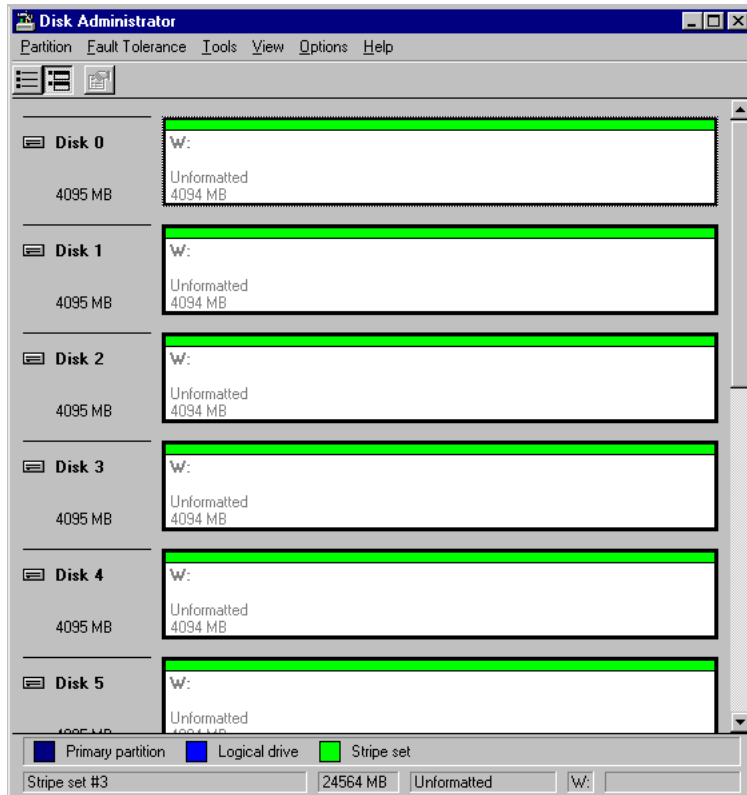 Disk Administrator
Partition Fault Tolerance Tools View Options Help
Disk 0
4095 MB
W:
Unformatted
4094 MB
Disk 1
4095 MB
W:
Unformatted
4094 MB
Disk 2
4095 MB
W:
Unformatted
4094 MB
Disk 3
4095 MB
W:
Unformatted
4094 MB
Disk 4
4095 MB
W:
Unformatted
4094 MB
Disk 5
W:
Unformatted
Primary partition Logical drive Stripe set
Stripe set #3 24564 MB Unformatted W: